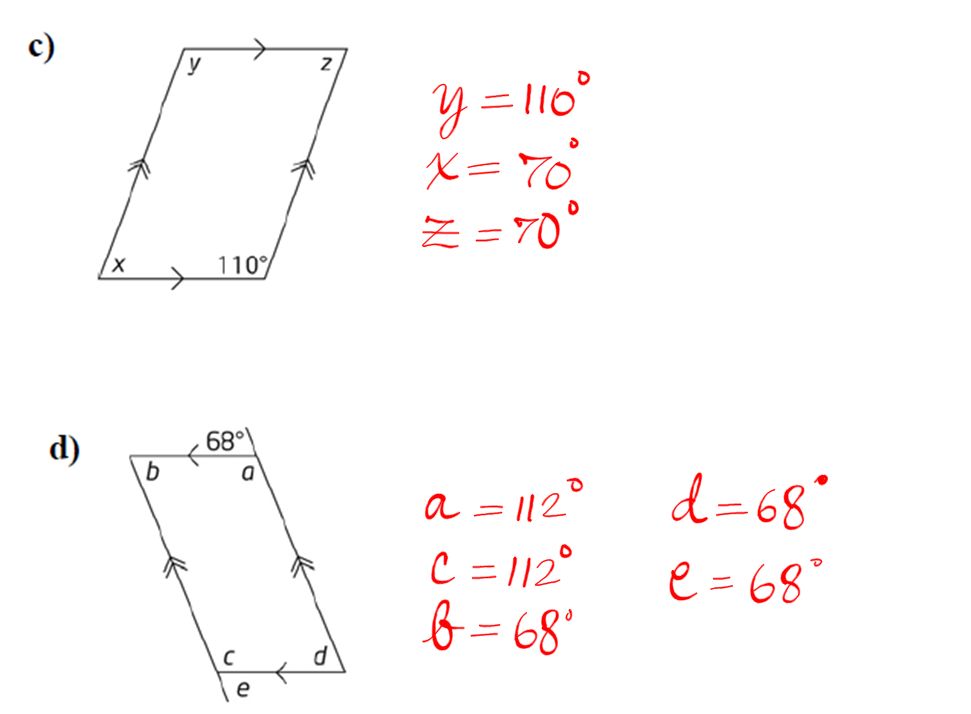 c)
y
z
x
110°
y = 110°
x = 70°
z = 70°
d)
68°
b
a
c
d
e
a = 112°
c = 112°
b = 68°
d = 68°
e = 68°